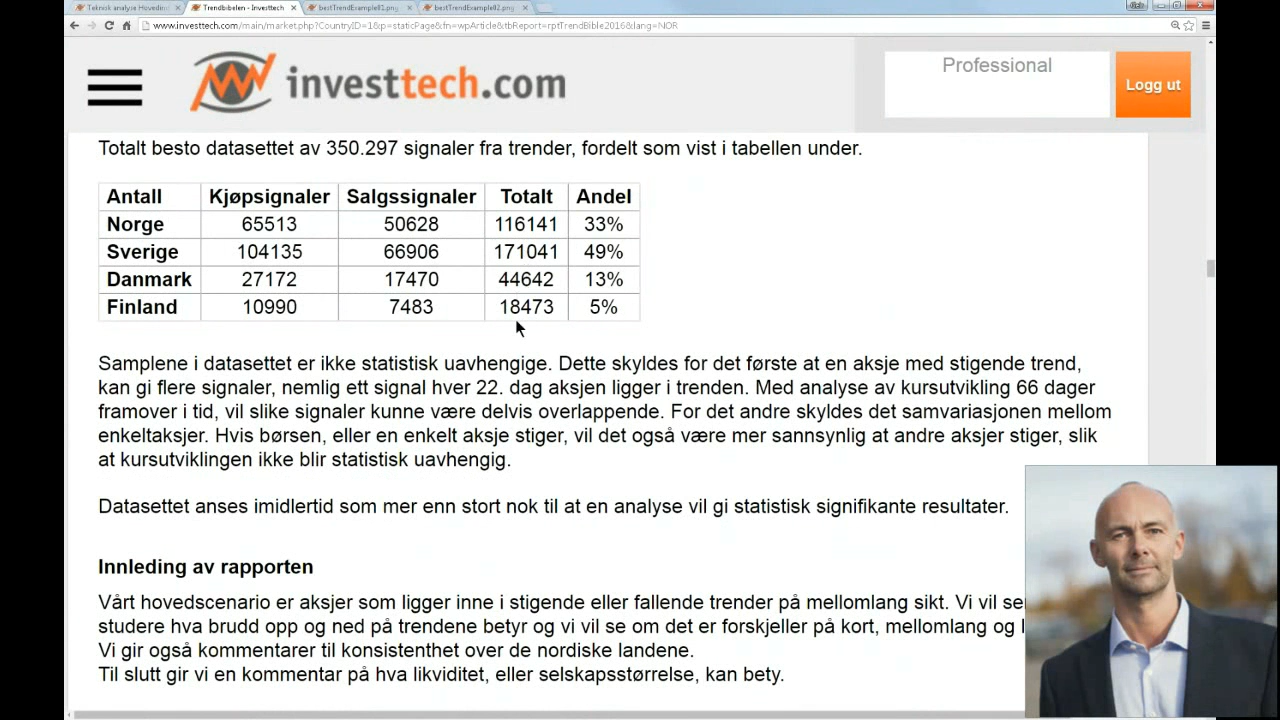 Teknisk analyse Hovedind
Trendbibelen - Investtech
bestTrendExample01.png
bestTrendExample02.png
www.investtech.com/main/market.php?CountryID=1&p=staticPage&fn=wpArticle&tbReport=rptTrendBible2016&lang=NOR
investtech.com
Professional
Logg ut
Totalt besto datasettet av 350.297 signaler fra trender, fordelt som vist i tabellen under.
Antall Kjøpsignaler Salgssignaler Totalt Andel
Norge 65513 50628 116141 33%
Sverige 104135 66906 171041 49%
Danmark 27172 17470 44642 13%
Finland 10990 7483 18473 5%
Samplene i datasettet er ikke statistisk uavhengige. Dette skyldes for det første at en aksje med stigende trend,
kan gi flere signaler, nemlig ett signal hver 22. dag aksjen ligger i trenden. Med analyse av kursutvikling 66 dager
framover i tid, vil slike signaler kunne være delvis overlappende. For det andre skyldes det samvariasjonen mellom
enkeltaksjer. Hvis børsen, eller en enkelt aksje stiger, vil det også være mer sannsynlig at andre aksjer stiger, slik
at kursutviklingen ikke blir statistisk uavhengig.
Datasettet anses imidlertid som mer enn stort nok til at en analyse vil gi statistisk signifikante resultater.
Innleding av rapporten
Vårt hovedscenario er aksjer som ligger inne i stigende eller fallende trender på mellomlang sikt. Vi vil
studere hva brudd opp og ned på trendene betyr og vi vil se om det er forskjeller på kort, mellomlang og
Vi gir også kommentarer til konsistenthet over de nordiske landene.
Til slutt gir vi en kommentar på hva likviditet, eller selskapsstørrelse, kan bety.